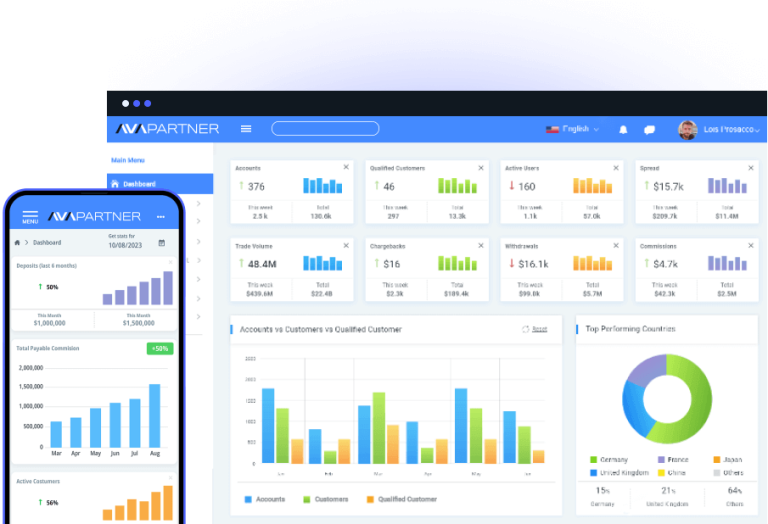 AVAPARTNER
English
Main Menu
Dashboard
Accounts
376
This week
2.5 k
Total
130.6k
Qualified Customers
46
This week
297
Total
13.3k
Active Users
160
This week
1.1k
Total
57.0k
Spread
$15.7k
This week
$209.7k
Total
$11.4M
Trade Volume
48.4M
This week
$439.6M
Total
$22.4B
Chargebacks
$16
This week
$2.3k
Total
$189.4k
Withdrawals
$16.1k
This week
$99.8k
Total
$5.7M
Commissions
$4.7k
This week
$42.3k
Total
$2.5M
Accounts vs Customers vs Qualified Customer
Accounts
Customers
Qualified Customer
Top Performing Countries
Germany
France
Japan
United Kingdom
China
Others
15%
Germany
21%
United Kingdom
64%
Others
MENU
AVAPARTNER
Dashboard
Get stats for
10/08/2023
Deposits (last 6 months)
50%
This Month
$1,000,000
This Month
$1,500,000
Total Payable Commition
+50%
2,000,000
1,500,000
1,000,000
500,000
0
Mar Apr May Jun Jul Aug
Active Costumers
56%